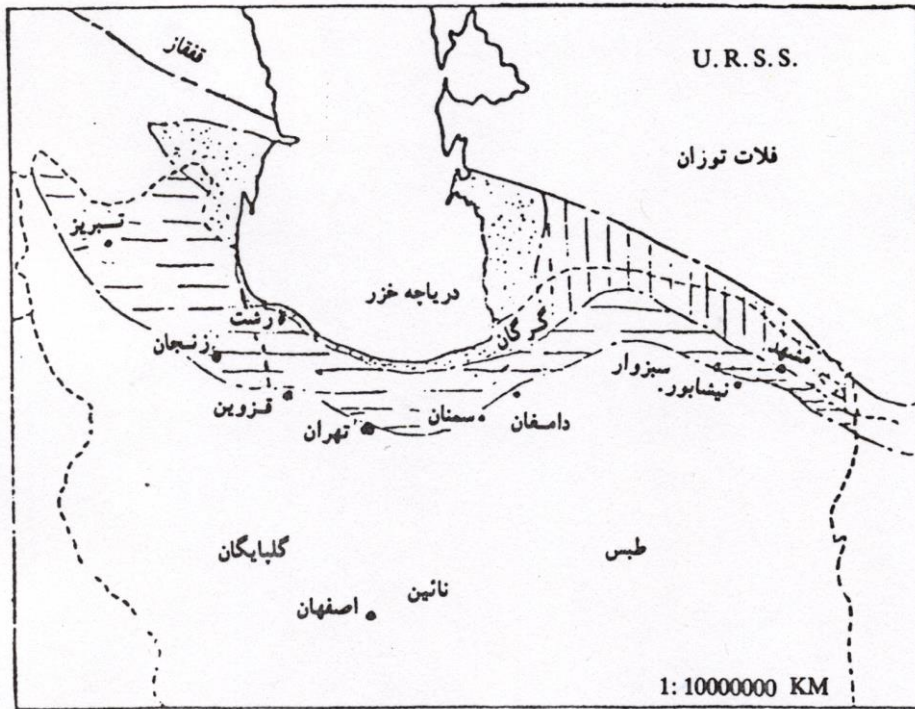 قفقاز
U.R.S.S.
فلات توزان
تبریز
دریاچه خزر
رشت
گرگان
زنجان
مشهد
سبزوار
نیشابور
قزوین
تهران
سمنان
دامغان
گلپایگان
طبس
نائین
اصفهان
1: 10000000 KM